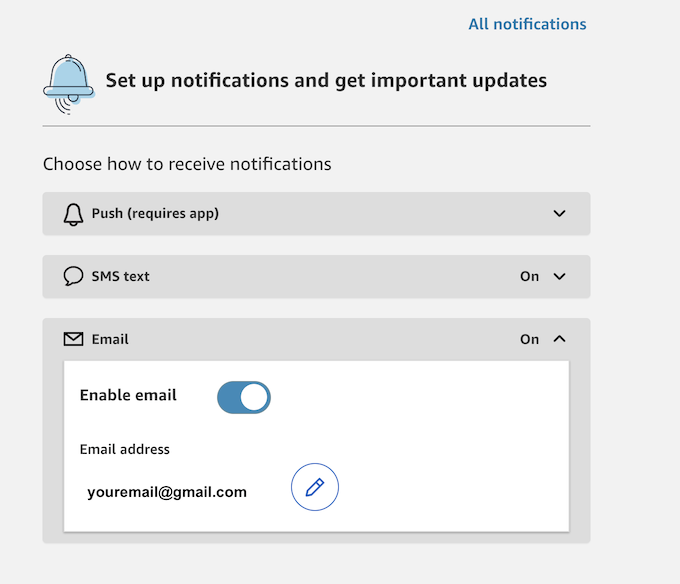 All notifications
Set up notifications and get important updates
Choose how to receive notifications
Push (requires app)
SMS text On
Email On
Enable email
Email address
youremail@gmail.com